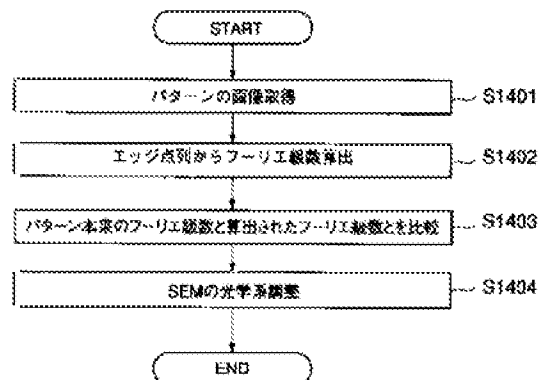 START
パターンの画像取得
S1401
エッジ点列からフーリエ級数算出
S1402
パターン本来のフーリエ級数と算出されたフーリエ級数とを比較
S1403
SEMの光学系調整
S1404
END